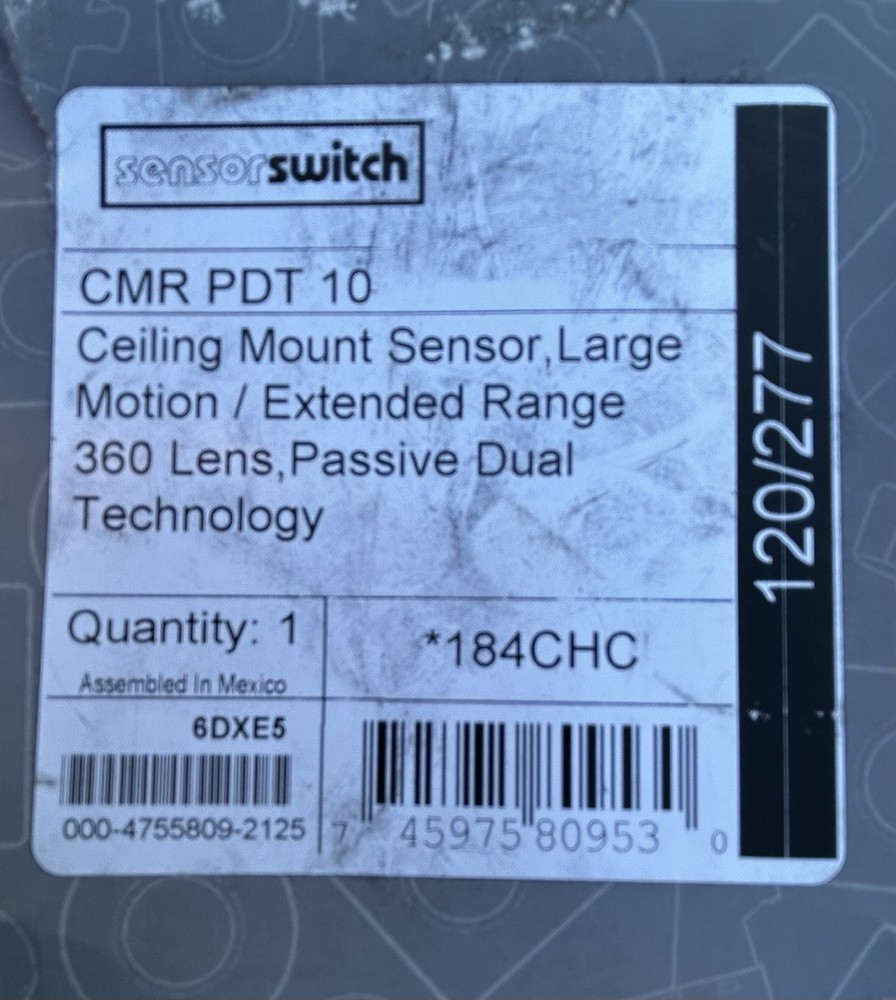 sensorswitch
CMR PDT 10
Ceiling Mount Sensor,Large
Motion / Extended Range
360 Lens,Passive Dual
Technology
120/277
Quantity: 1
Assembled In Mexico
*184CHC
6DXE5
000-4755809-2125
7 45975 80953 0